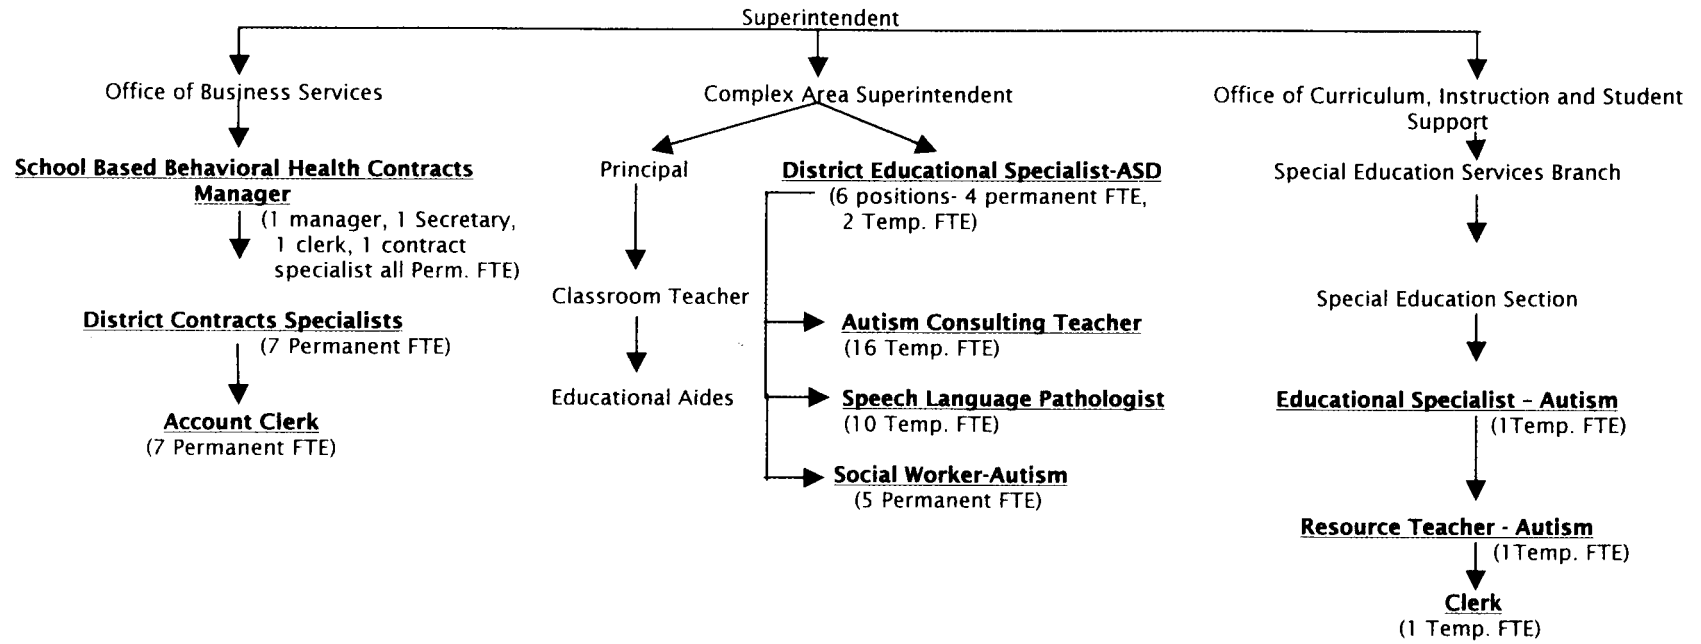 Superintendent
Office of Business Services
School Based Behavioral Health Contracts
Manager
(1 manager, 1 Secretary,
1 clerk, 1 contract
specialist all Perm. FTE)
District Contracts Specialists
(7 Permanent FTE)
Account Clerk
(7 Permanent FTE)
Complex Area Superintendent
Principal
Classroom Teacher
Educational Aides
District Educational Specialist-ASD
(6 positions- 4 permanent FTE,
2 Temp. FTE)
Autism Consulting Teacher
(16 Temp. FTE)
Speech Language Pathologist
(10 Temp. FTE)
Social Worker-Autism
(5 Permanent FTE)
Office of Curriculum, Instruction and Student
Support
Special Education Services Branch
Special Education Section
Educational Specialist – Autism
(1Temp. FTE)
Resource Teacher - Autism
(1Temp. FTE)
Clerk
(1 Temp. FTE)